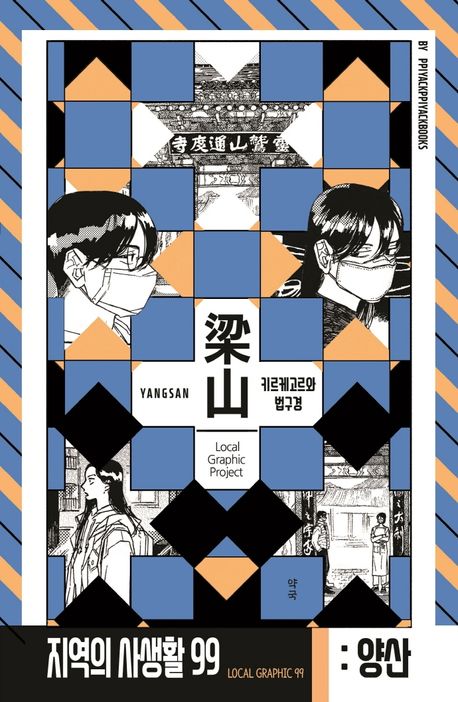 BY PPIYACKPPIYACKBOOKS
寺度通山鷲靈
梁山
YANGSAN
키르케고르와
법구경
Local
Graphic
Project
약국
지역의 사생활 99
LOCAL GRAPHIC 99
: 양산